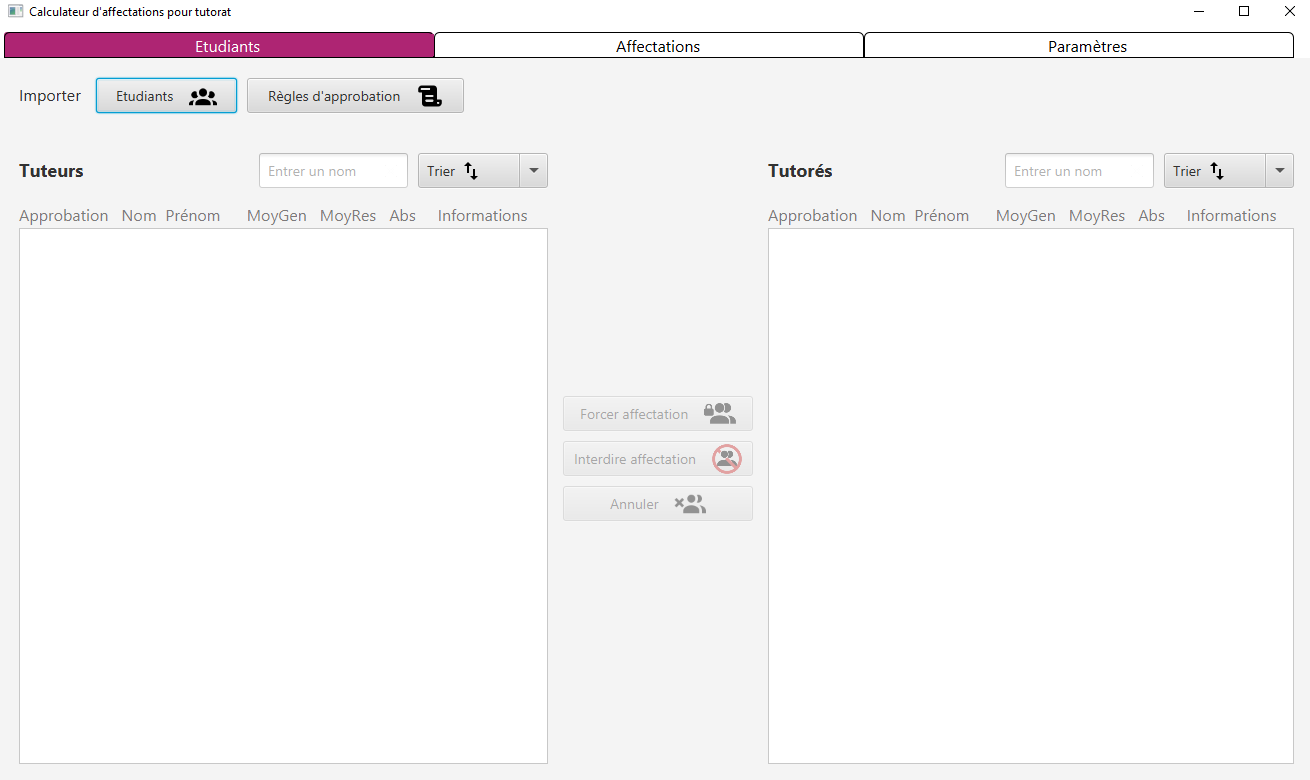 Calculateur d'affectations pour tutorat
Etudiants Affectations Paramètres
Importer Etudiants Règles d'approbation
Tuteurs Entrer un nom Trier
Approbation Nom Prénom MoyGen MoyRes Abs Informations
Forcer affectation
Interdire affectation
Annuler
Tutorés Entrer un nom Trier
Approbation Nom Prénom MoyGen MoyRes Abs Informations